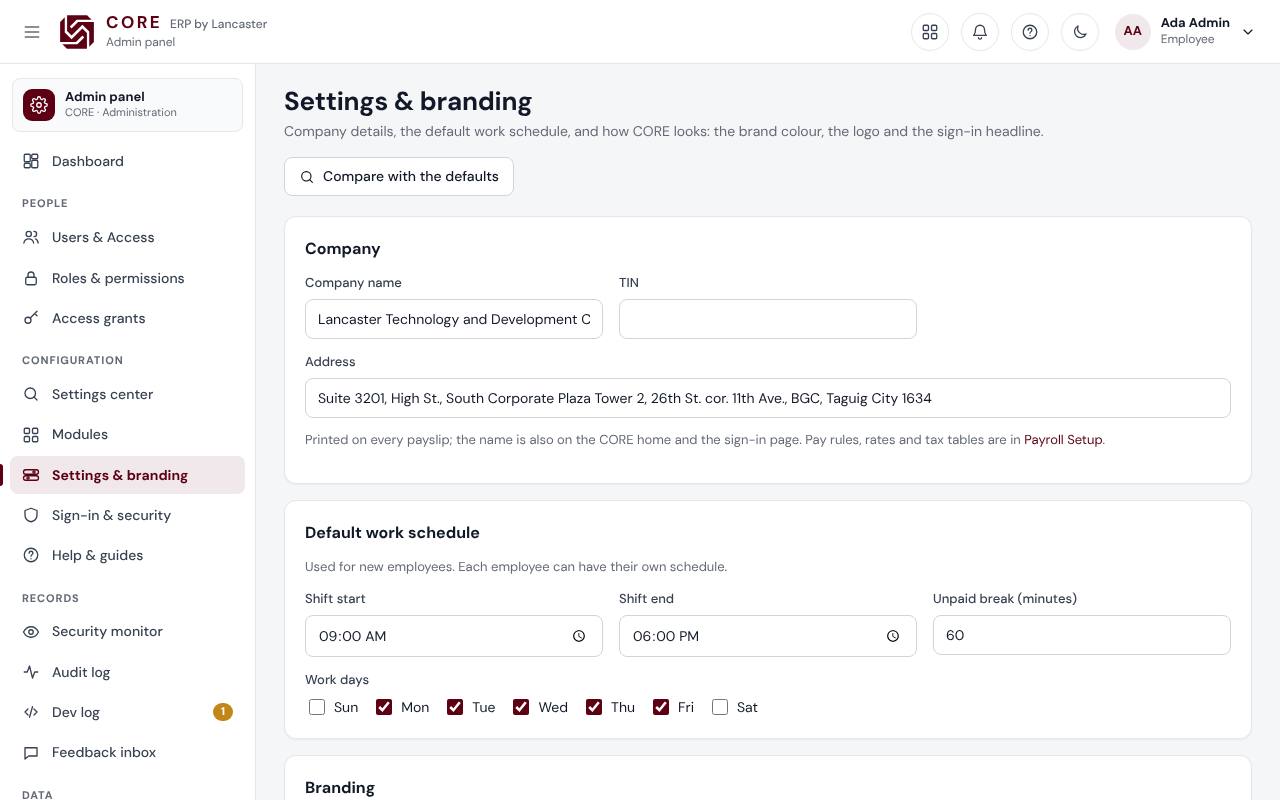 CORE ERP by Lancaster
Admin panel
AA
Ada Admin
Employee
Admin panel
CORE · Administration
Dashboard
PEOPLE
Users & Access
Roles & permissions
Access grants
CONFIGURATION
Settings center
Modules
Settings & branding
Sign-in & security
Help & guides
RECORDS
Security monitor
Audit log
Dev log 1
Feedback inbox
DATA
Settings & branding
Company details, the default work schedule, and how CORE looks: the brand colour, the logo and the sign-in headline.
Compare with the defaults
Company
Company name TIN
Lancaster Technology and Development C
Address
Suite 3201, High St., South Corporate Plaza Tower 2, 26th St. cor. 11th Ave., BGC, Taguig City 1634
Printed on every payslip; the name is also on the CORE home and the sign-in page. Pay rules, rates and tax tables are in Payroll Setup.
Default work schedule
Used for new employees. Each employee can have their own schedule.
Shift start Shift end Unpaid break (minutes)
09:00 AM 06:00 PM 60
Work days
Sun Mon Tue Wed Thu Fri Sat
Branding